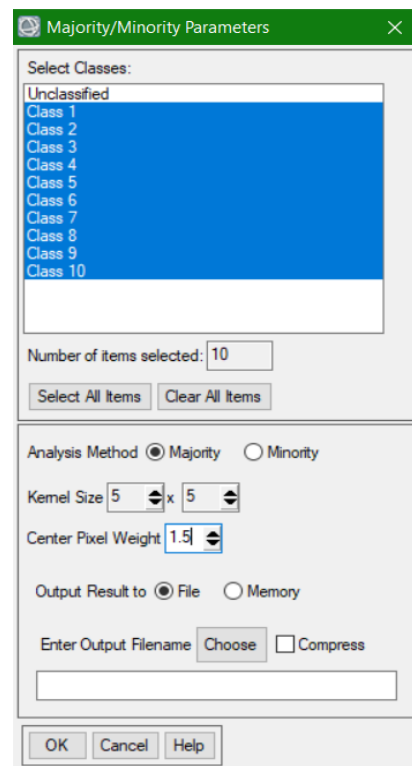 Majority/Minority Parameters
Select Classes:
Unclassified
Class 1
Class 2
Class 3
Class 4
Class 5
Class 6
Class 7
Class 8
Class 9
Class 10
Number of items selected: 10
Select All Items Clear All Items
Analysis Method Majority Minority
Kernel Size 5 x 5
Center Pixel Weight 1.5
Output Result to File Memory
Enter Output Filename Choose Compress
OK Cancel Help